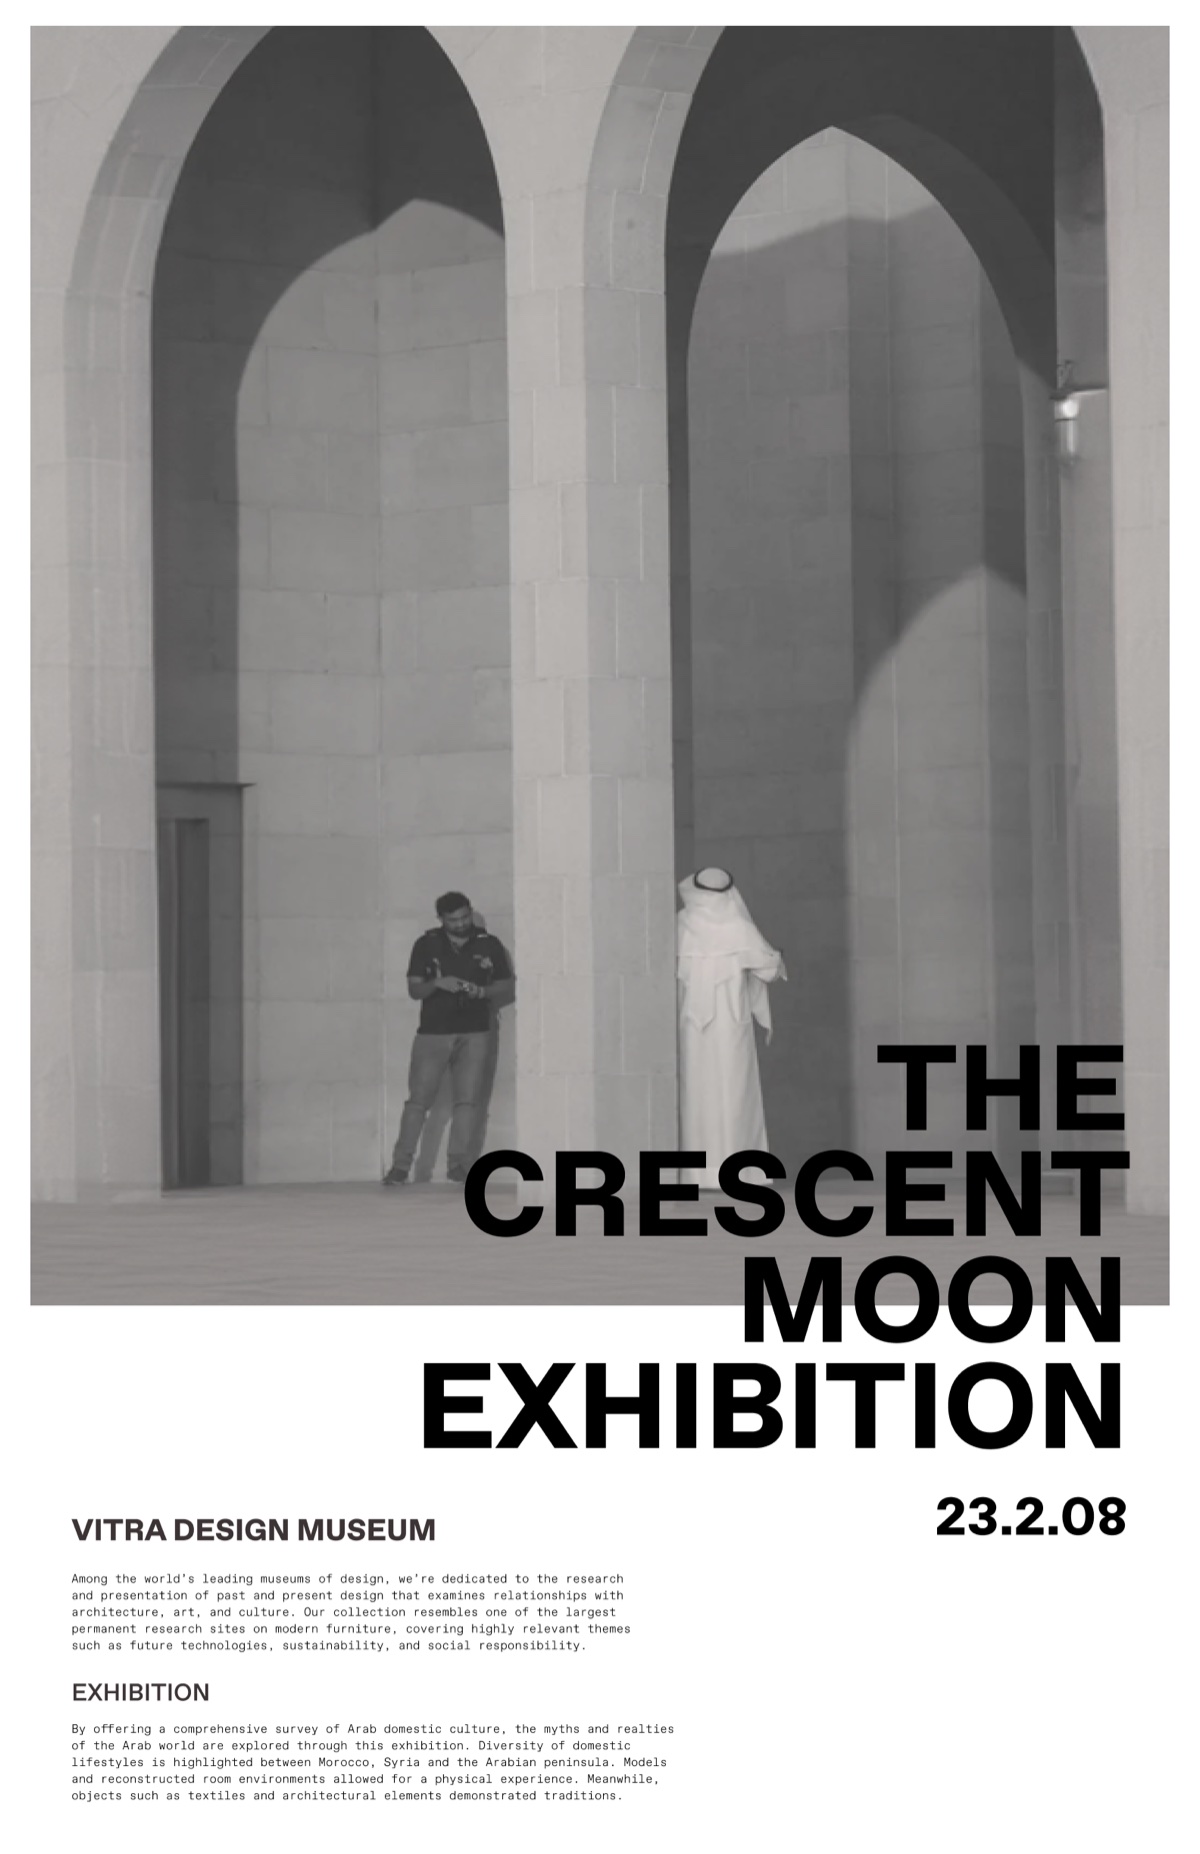 THE
CRESCENT
MOON
EXHIBITION
23.2.08
VITRA DESIGN MUSEUM
Among the world's leading museums of design, we're dedicated to the research
and presentation of past and present design that examines relationships with
architecture, art, and culture. Our collection resembles one of the largest
permanent research sites on modern furniture, covering highly relevant themes
such as future technologies, sustainability, and social responsibility.
EXHIBITION
By offering a comprehensive survey of Arab domestic culture, the myths and realties
of the Arab world are explored through this exhibition. Diversity of domestic
lifestyles is highlighted between Morocco, Syria and the Arabian peninsula. Models
and reconstructed room environments allowed for a physical experience. Meanwhile,
objects such as textiles and architectural elements demonstrated traditions.